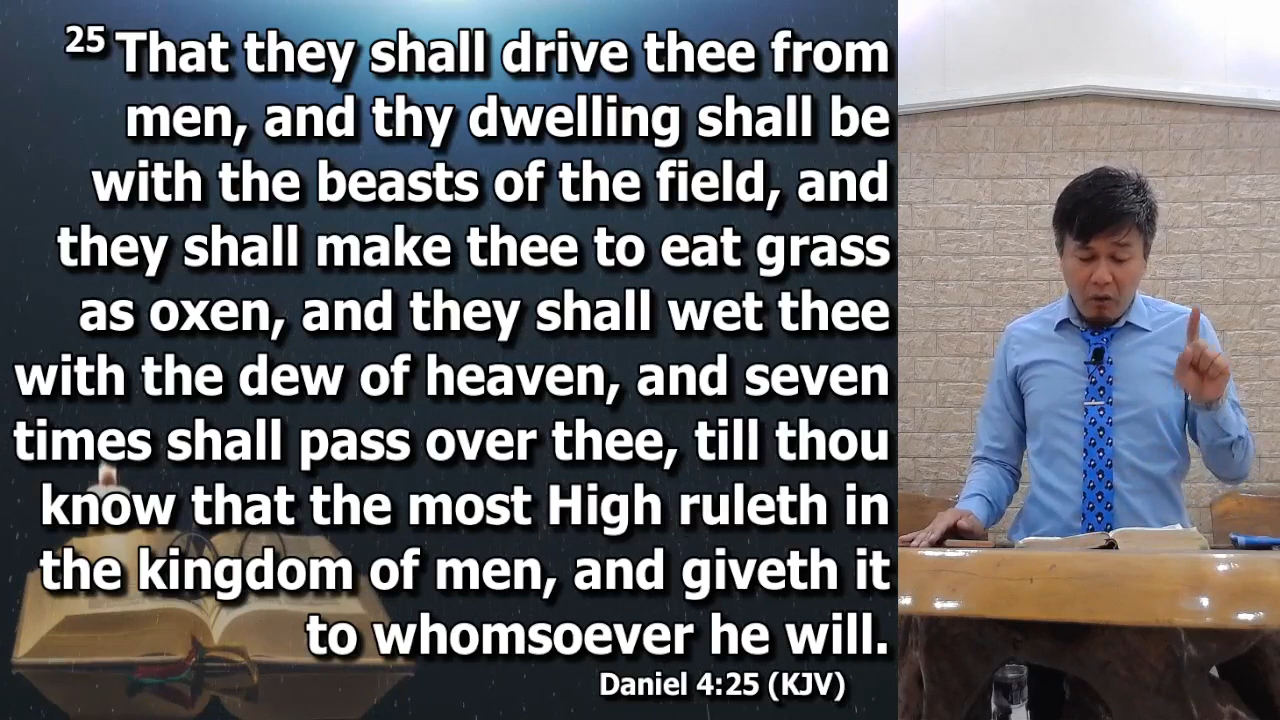 25 That they shall drive thee from
men, and thy dwelling shall be
with the beasts of the field, and
they shall make thee to eat grass
as oxen, and they shall wet thee
with the dew of heaven, and seven
times shall pass over thee, till thou
know that the most High ruleth in
the kingdom of men, and giveth it
to whomsoever he will.
Daniel 4:25 (KJV)